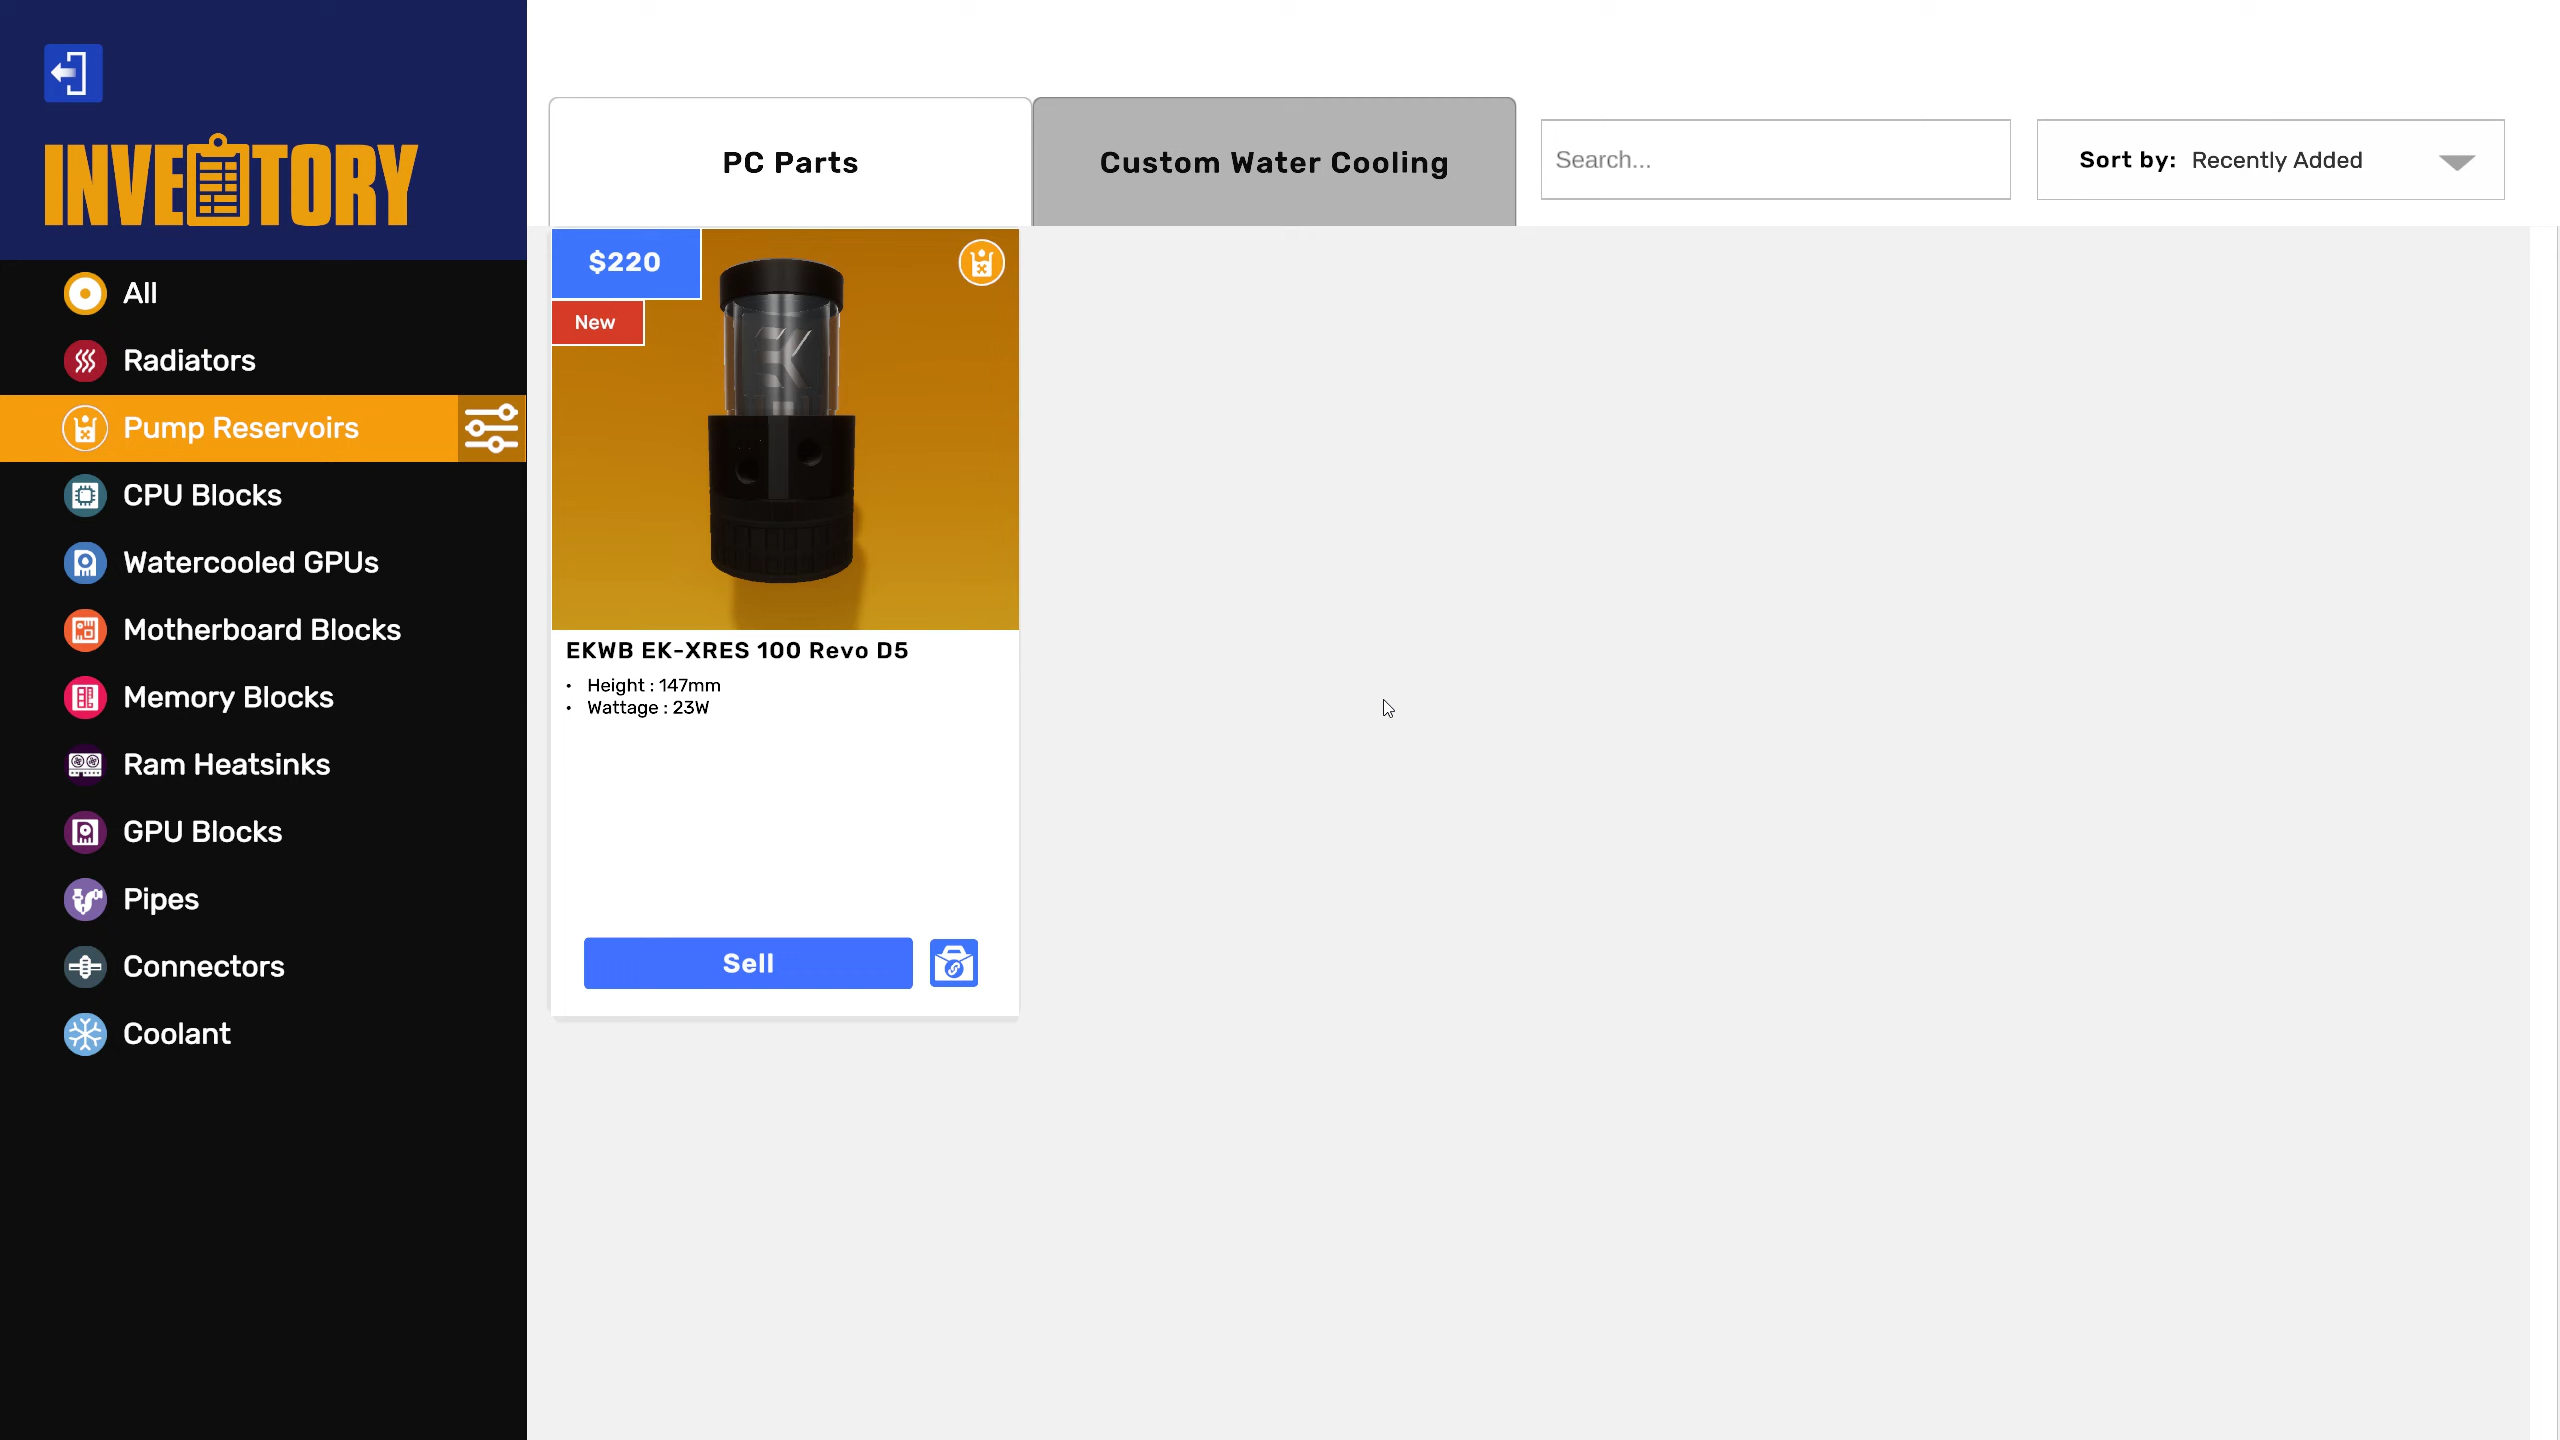 INVENTORY
All
Radiators
Pump Reservoirs
CPU Blocks
Watercooled GPUs
Motherboard Blocks
Memory Blocks
Ram Heatsinks
GPU Blocks
Pipes
Connectors
Coolant
PC Parts
Custom Water Cooling
Search...
Sort by: Recently Added
$220
New
EK
EKWB EK-XRES 100 Revo D5
• Height : 147mm
• Wattage : 23W
Sell